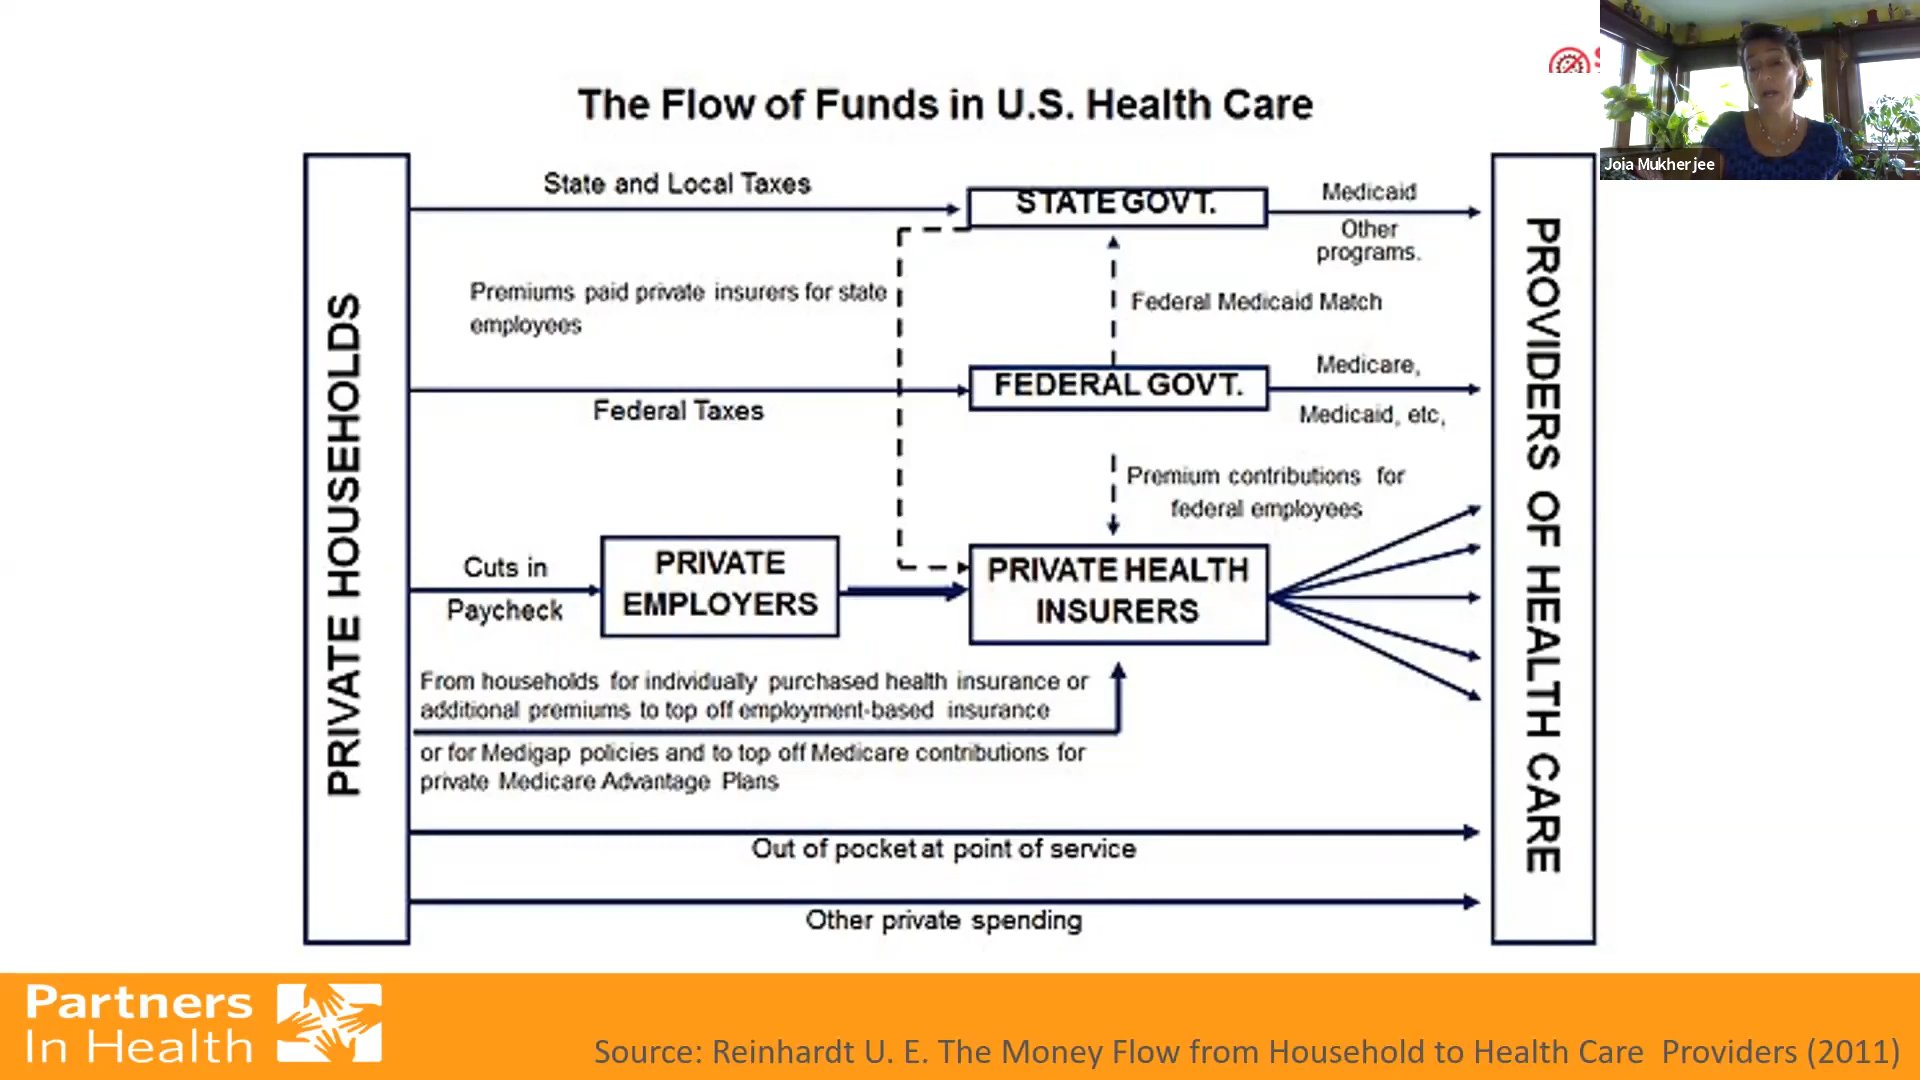 The Flow of Funds in U.S. Health Care
Joia Mukherjee
PRIVATE HOUSEHOLDS
State and Local Taxes
STATE GOVT.
Medicaid
Other
programs.
Premiums paid private insurers for state
employees
Federal Medicaid Match
Federal Taxes
FEDERAL GOVT.
Medicare,
Medicaid, etc,
Premium contributions for
federal employees
Cuts in
Paycheck
PRIVATE
EMPLOYERS
PRIVATE HEALTH
INSURERS
From households for individually purchased health insurance or
additional premiums to top off employment-based insurance
or for Medigap policies and to top off Medicare contributions for
private Medicare Advantage Plans
Out of pocket at point of service
Other private spending
PROVIDERS OF HEALTH CARE
Partners
In Health
Source: Reinhardt U. E. The Money Flow from Household to Health Care Providers (2011)